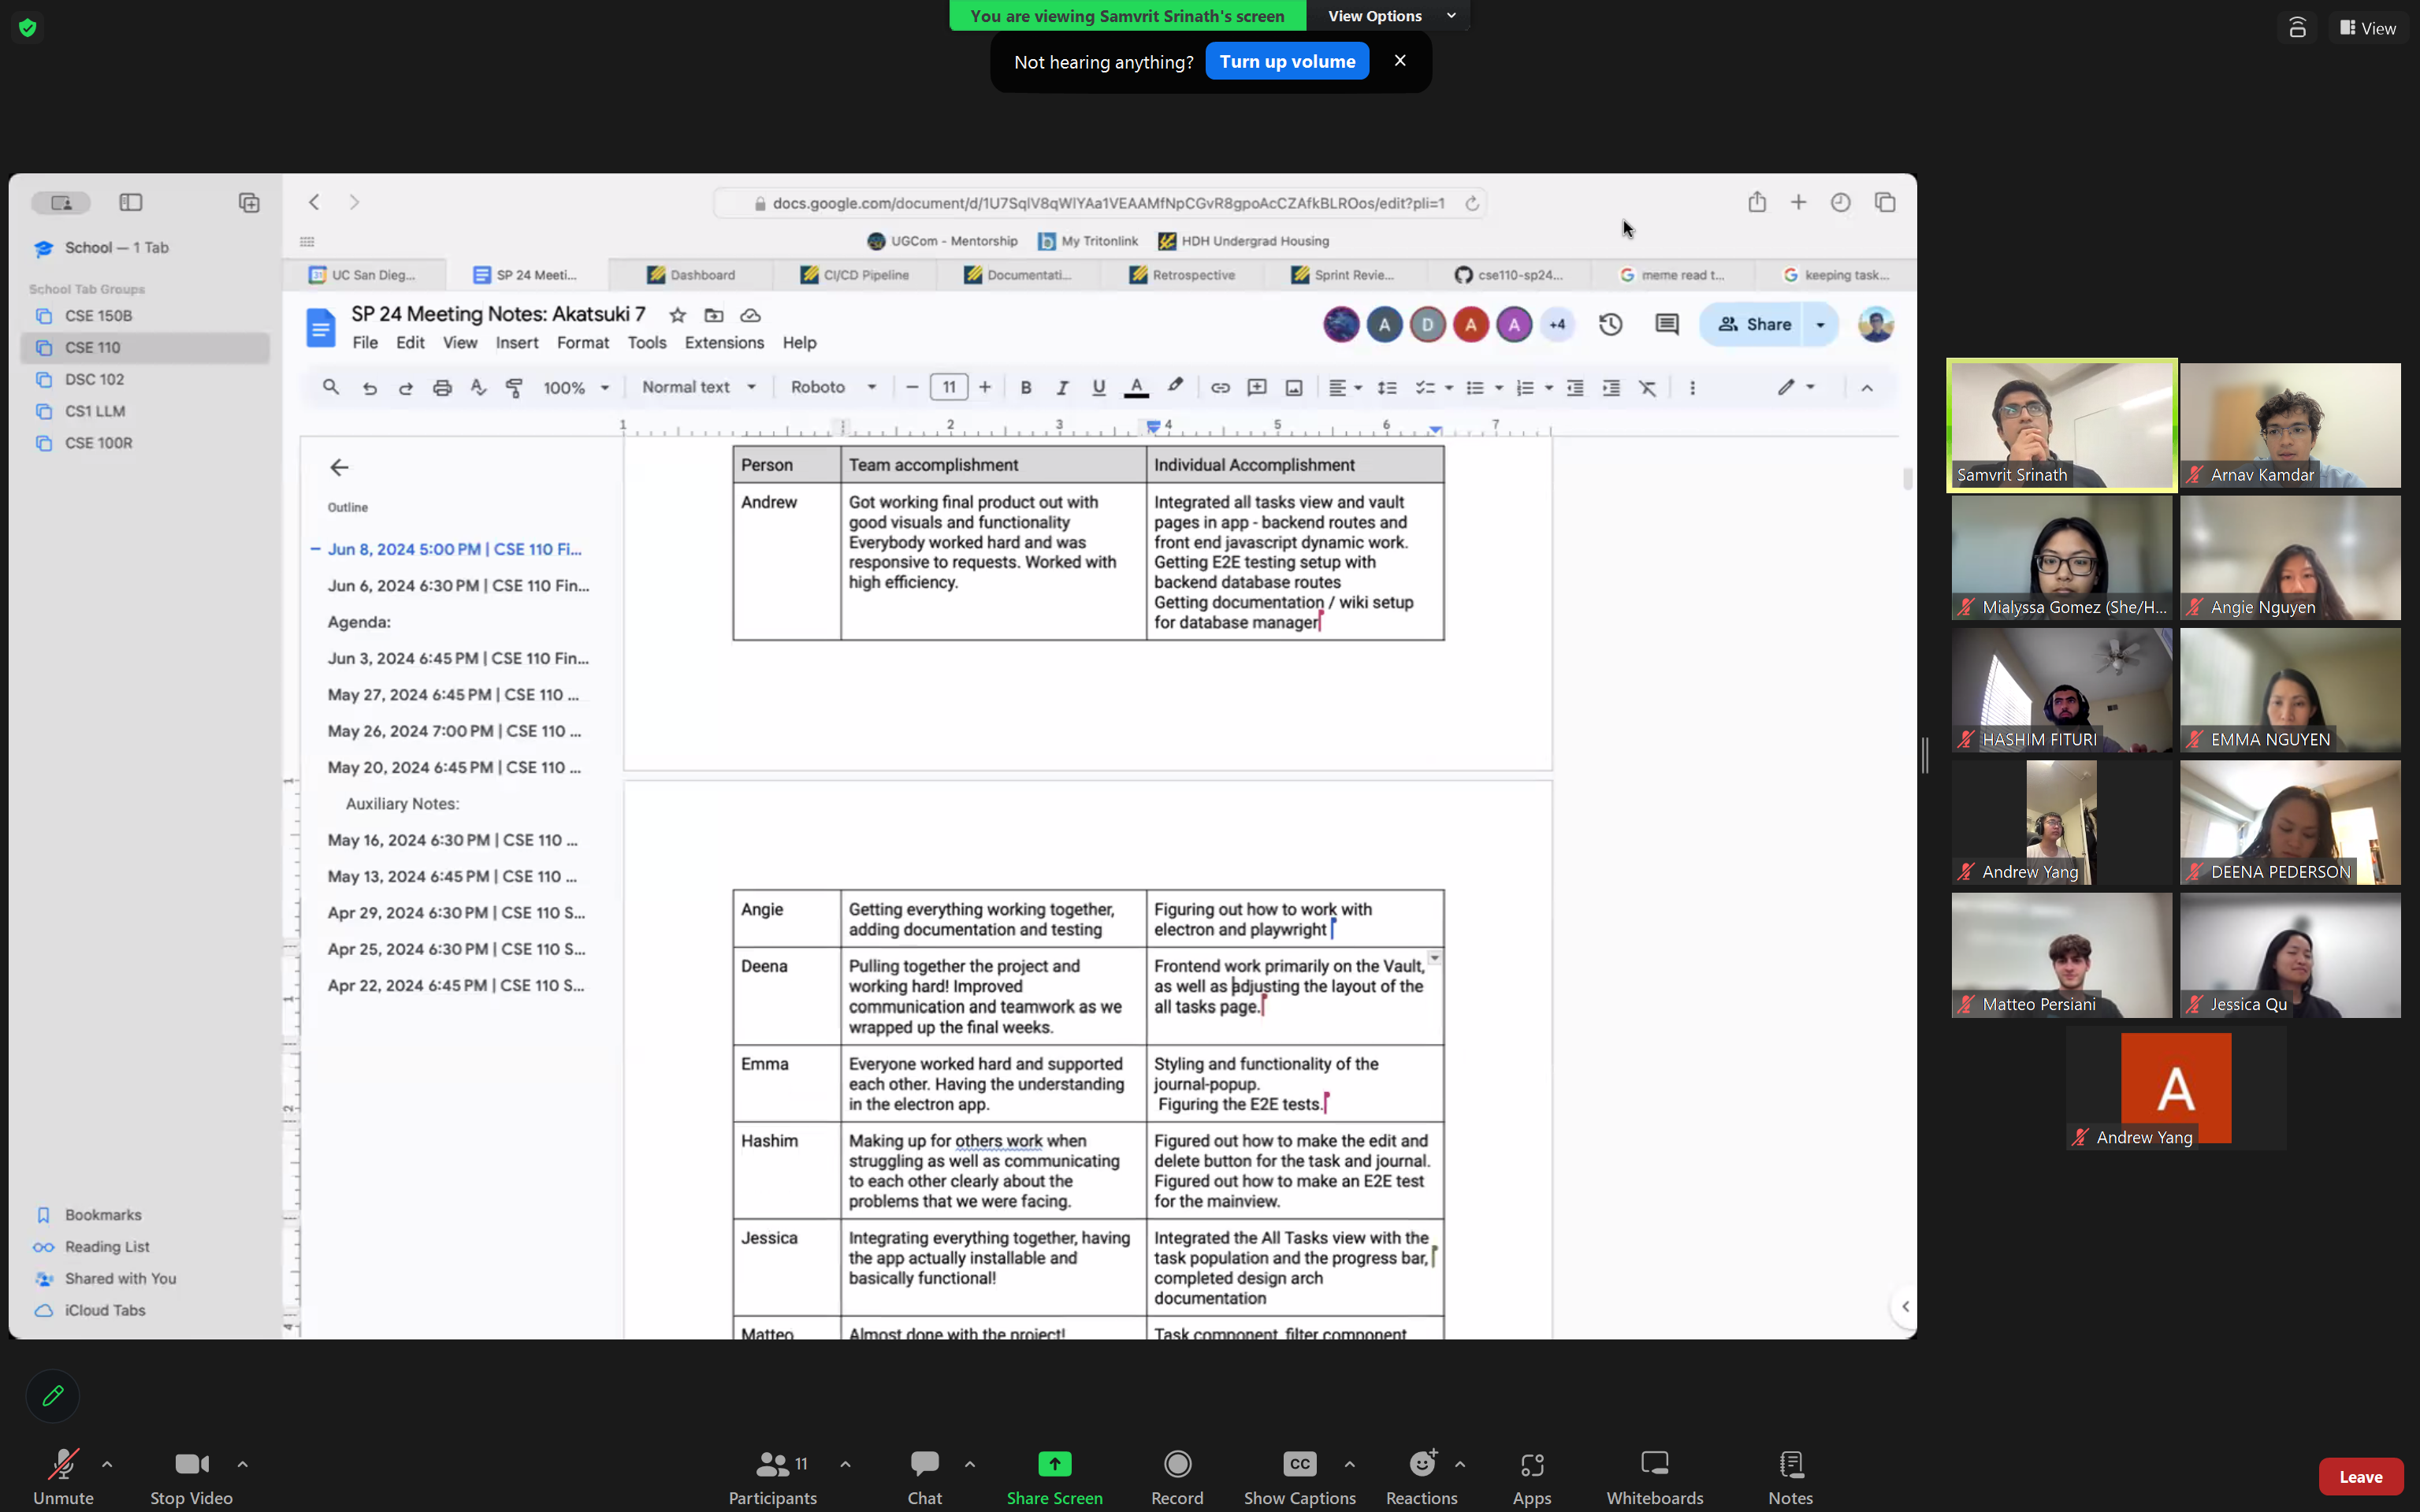 You are viewing Samvrit Srinath's screen
View Options
View
Not hearing anything?
Turn up volume
School — 1 Tab
School Tab Groups
CSE 150B
CSE 110
DSC 102
CS1 LLM
CSE 100R
Bookmarks
Reading List
Shared with You
iCloud Tabs
docs.google.com/document/d/1U7SqlV8qWlYAa1VEAAMfNpCGvR8gpoAcCZAfkBLROos/edit?pli=1
UGCom - Mentorship
My Tritonlink
HDH Undergrad Housing
UC San Dieg...
SP 24 Meeti...
Dashboard
CI/CD Pipeline
Documentati...
Retrospective
Sprint Revie...
cse110-sp24...
meme read t...
keeping task...
SP 24 Meeting Notes: Akatsuki 7
File Edit View Insert Format Tools Extensions Help
A
D
A
A
+4
Share
100%
Normal text
Roboto
11
1 2 3 4 5 6 7
Outline
Jun 8, 2024 5:00 PM | CSE 110 Fi...
Jun 6, 2024 6:30 PM | CSE 110 Fin...
Agenda:
Jun 3, 2024 6:45 PM | CSE 110 Fin...
May 27, 2024 6:45 PM | CSE 110 ...
May 26, 2024 7:00 PM | CSE 110 ...
May 20, 2024 6:45 PM | CSE 110 ...
Auxiliary Notes:
May 16, 2024 6:30 PM | CSE 110 ...
May 13, 2024 6:45 PM | CSE 110 ...
Apr 29, 2024 6:30 PM | CSE 110 S...
Apr 25, 2024 6:30 PM | CSE 110 S...
Apr 22, 2024 6:45 PM | CSE 110 S...
Person
Team accomplishment
Individual Accomplishment
Andrew
Got working final product out with
good visuals and functionality
Everybody worked hard and was
responsive to requests. Worked with
high efficiency.
Integrated all tasks view and vault
pages in app - backend routes and
front end javascript dynamic work.
Getting E2E testing setup with
backend database routes
Getting documentation / wiki setup
for database manager
Angie
Getting everything working together,
adding documentation and testing
Figuring out how to work with
electron and playwright
Deena
Pulling together the project and
working hard! Improved
communication and teamwork as we
wrapped up the final weeks.
Frontend work primarily on the Vault,
as well as adjusting the layout of the
all tasks page.
Emma
Everyone worked hard and supported
each other. Having the understanding
in the electron app.
Styling and functionality of the
journal-popup.
Figuring the E2E tests.
Hashim
Making up for others work when
struggling as well as communicating
to each other clearly about the
problems that we were facing.
Figured out how to make the edit and
delete button for the task and journal.
Figured out how to make an E2E test
for the mainview.
Jessica
Integrating everything together, having
the app actually installable and
basically functional!
Integrated the All Tasks view with the
task population and the progress bar,
completed design arch
documentation
Matteo
Almost done with the project!
Task component, filter component
Samvrit Srinath
Arnav Kamdar
Mialyssa Gomez (She/H...
Angie Nguyen
HASHIM FITURI
EMMA NGUYEN
Andrew Yang
DEENA PEDERSON
Matteo Persiani
Jessica Qu
A
Andrew Yang
Unmute
Stop Video
Participants
11
Chat
Share Screen
Record
CC
Show Captions
Reactions
Apps
Whiteboards
Notes
Leave